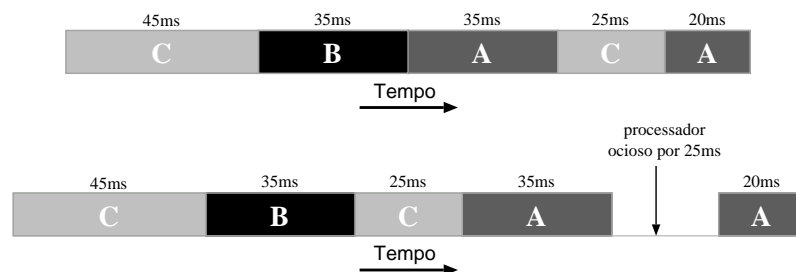 45ms 35ms 35ms 25ms 20ms
C B A C A
Tempo
processador
ocioso por 25ms
45ms 35ms 25ms 35ms 20ms
C B C A A
Tempo